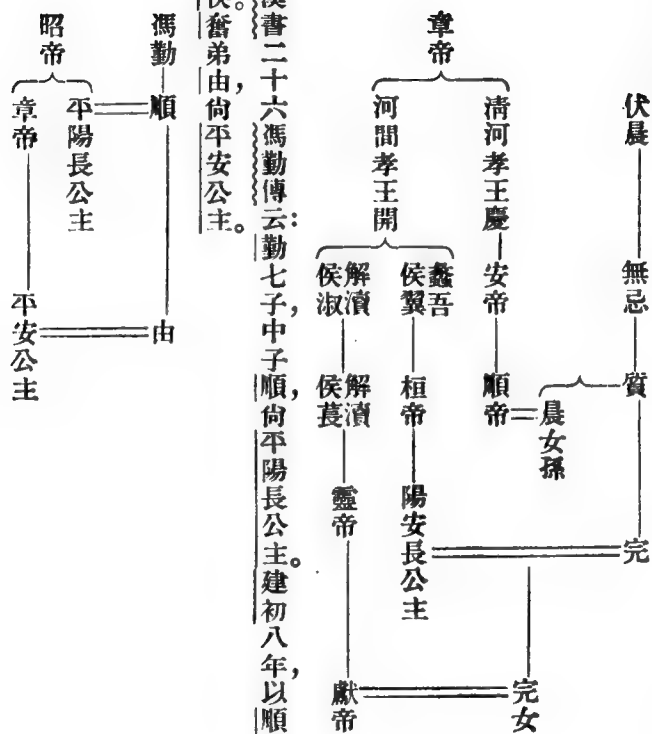 伏晨
無忌
質
完
晨女孫
完女
章帝
清河孝王慶
安帝
順帝
河間孝王開
蠡吾侯翼
桓帝
陽安長公主
解瀆侯淑
解瀆侯萇
靈帝
獻帝
漢書二十六馮勤傳云:勤七子,中子順,尙平陽長公主。建初八年,以順
侯。奮弟由,尙平安公主。
馮勤
順
由
昭帝
平陽長公主
章帝
平安公主